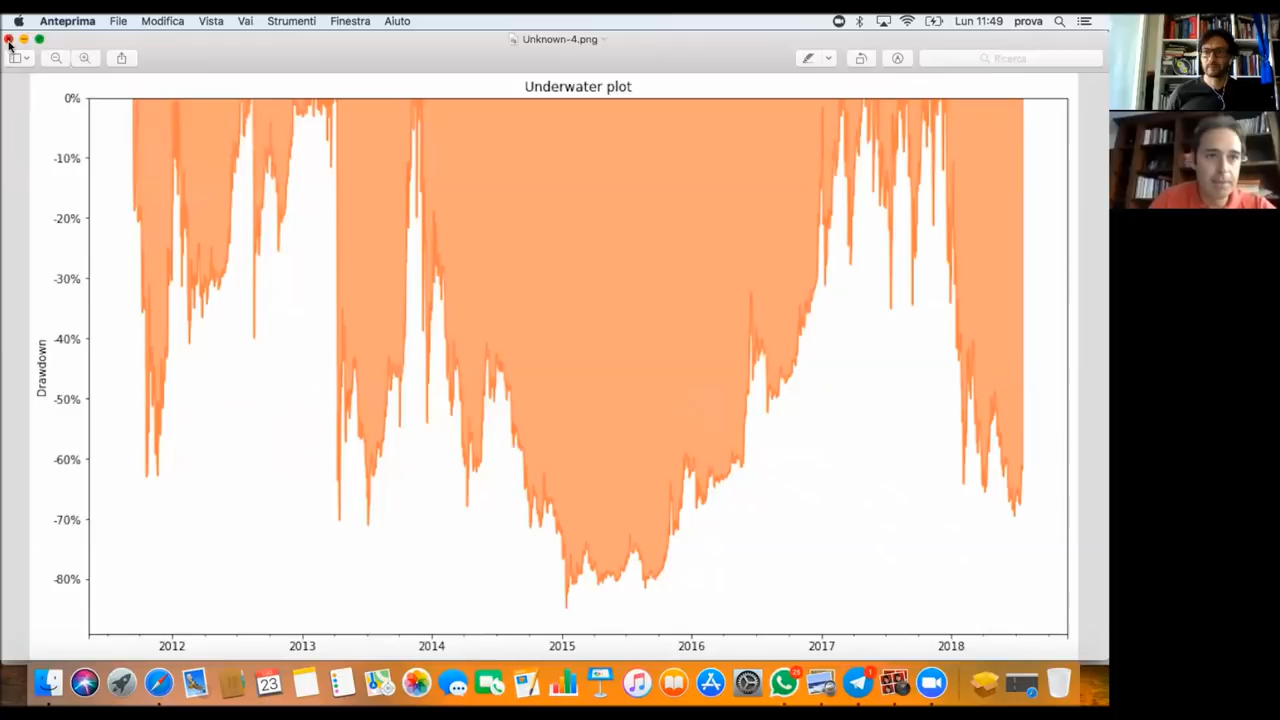 Anteprima File Modifica Vista Vai Strumenti Finestra Aiuto Lun 11:49 prova
Unknown-4.png
Ricerca
Underwater plot
0%
-10%
-20%
-30%
-40%
-50%
-60%
-70%
-80%
Drawdown
2012 2013 2014 2015 2016 2017 2018
23